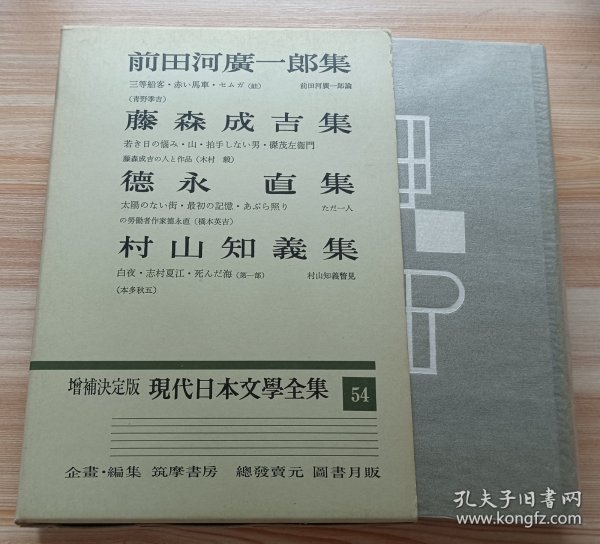 前田河廣一郎集
三等船客・赤い馬車・セムガ（鮭） 前田河廣一郎論
（青野季吉）
藤森成吉集
若き日の惱み・山・拍手しない男・磔茂左衞門
藤森成吉の人と作品（木村 毅）
德永 直集
太陽のない街・最初の記憶・あぶら照り ただ一人
の勞働者作家德永直（橋本英吉）
村山知義集
白夜・志村夏江・死んだ海（第一部） 村山知義瞥見
（本多秋五）
增補決定版 現代日本文學全集 54
企畫・編集 筑摩書房 總發賣元 圖書月販
孔夫子旧书网
www.kongfz.com